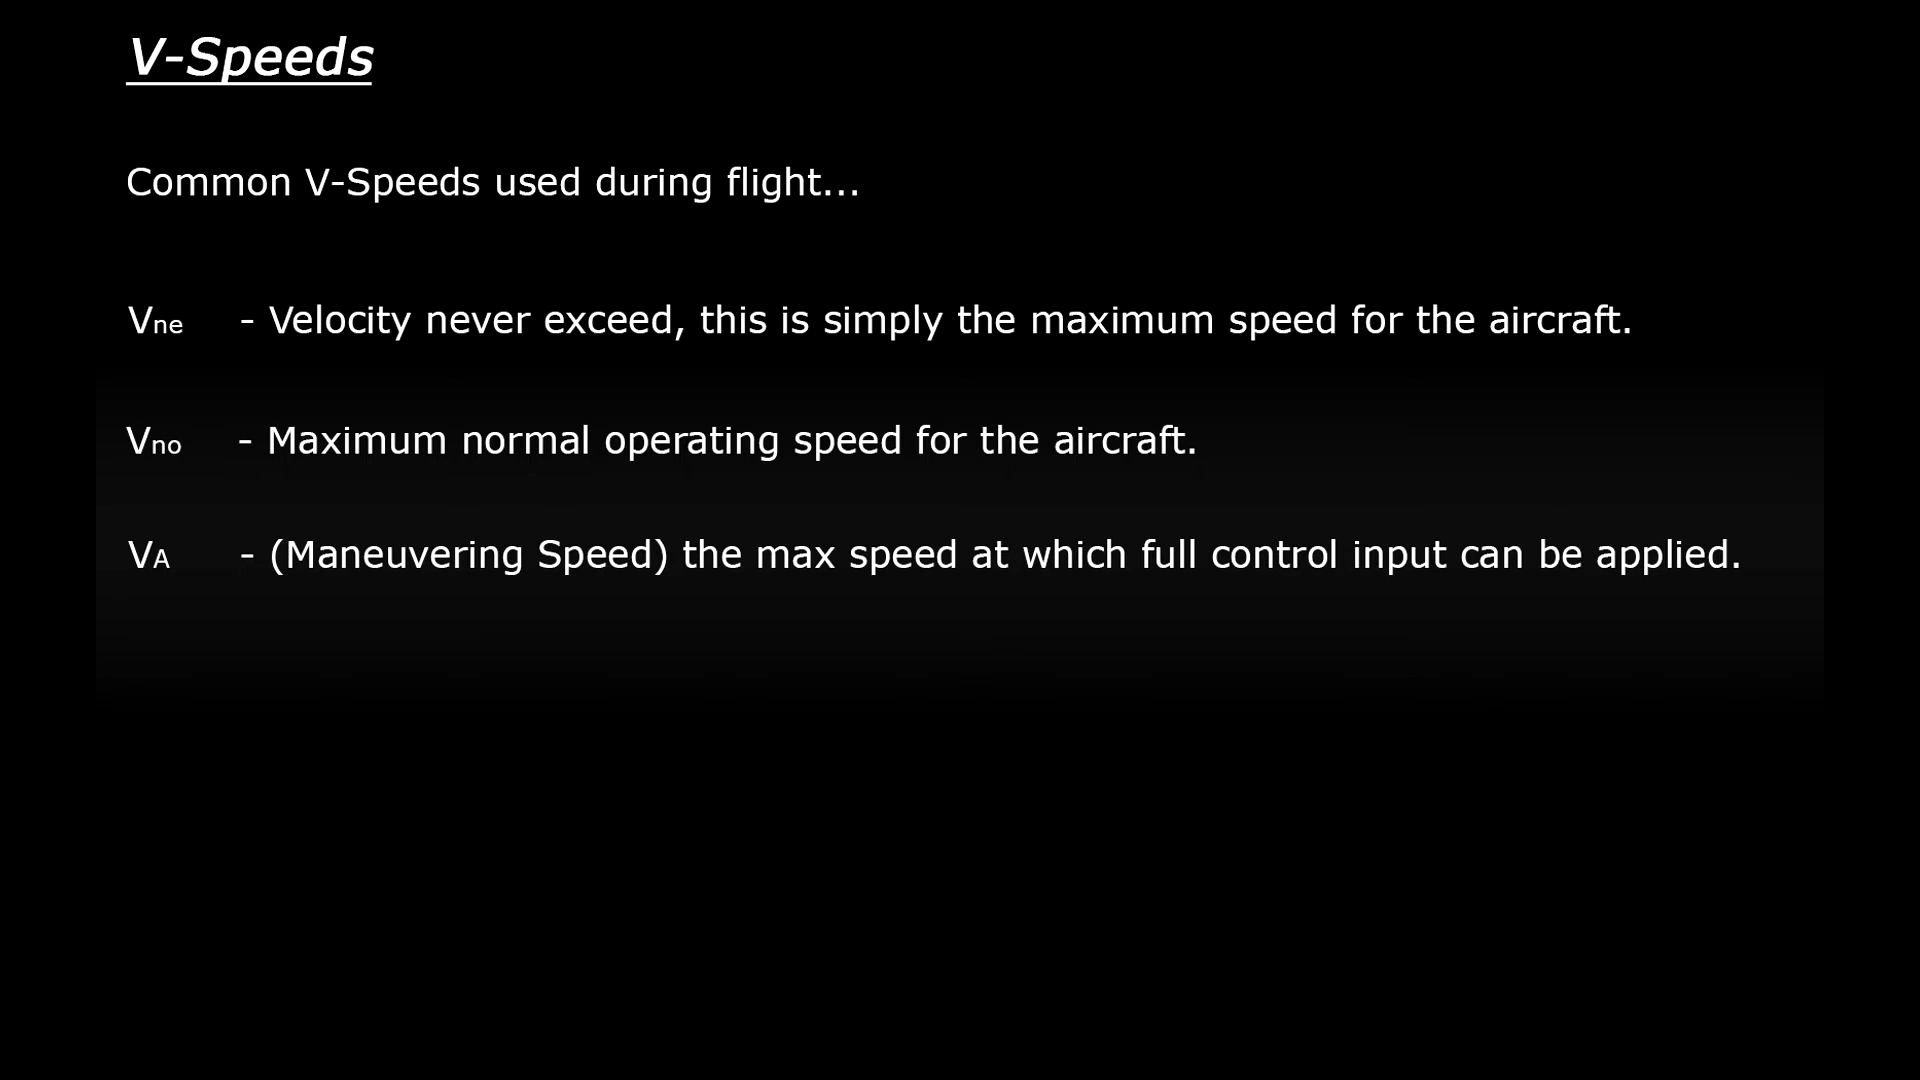 V-Speeds
Common V-Speeds used during flight...
Vne - Velocity never exceed, this is simply the maximum speed for the aircraft.
Vno - Maximum normal operating speed for the aircraft.
VA - (Maneuvering Speed) the max speed at which full control input can be applied.